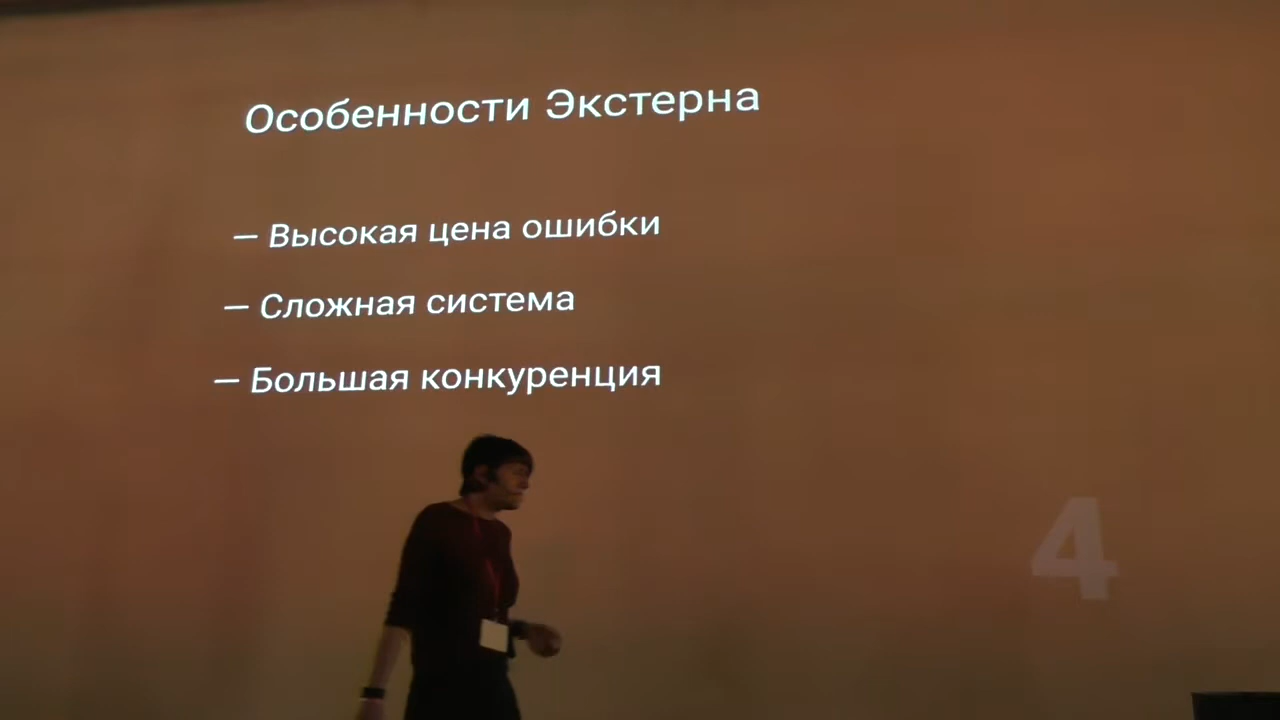 Особенности Экстерна
— Высокая цена ошибки
— Сложная система
— Большая конкуренция
4